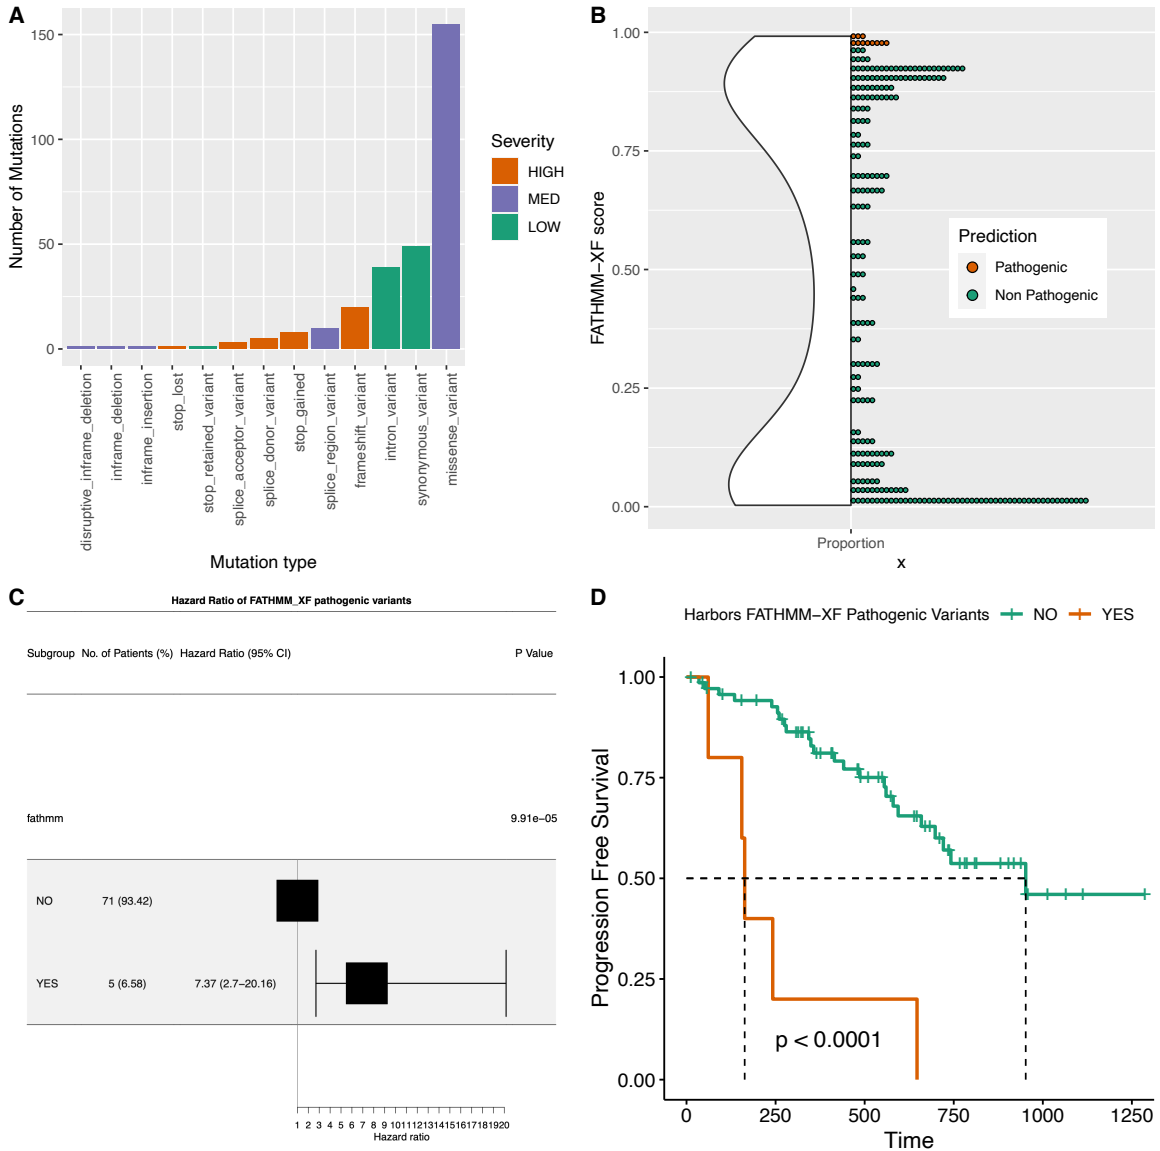 A
Number of Mutations
150
100
50
0
disruptive_inframe_deletion
inframe_deletion
inframe_insertion
stop_lost
stop_retained_variant
splice_acceptor_variant
splice_donor_variant
stop_gained
splice_region_variant
frameshift_variant
intron_variant
synonymous_variant
missense_variant
Mutation type
Severity
HIGH
MED
LOW
B
FATHMM−XF score
1.00
0.75
0.50
0.25
0.00
Proportion
x
Prediction
Pathogenic
Non Pathogenic
C
Hazard Ratio of FATHMM_XF pathogenic variants
Subgroup No. of Patients (%) Hazard Ratio (95% CI) P Value
fathmm 9.91e−05
NO 71 (93.42)
YES 5 (6.58) 7.37 (2.7−20.16)
1 2 3 4 5 6 7 8 9 10 11 12 13 14 15 16 17 18 19 20
Hazard ratio
D
Harbors FATHMM−XF Pathogenic Variants NO YES
Progression Free Survival
1.00
0.75
0.50
0.25
0.00
p < 0.0001
0 250 500 750 1000 1250
Time